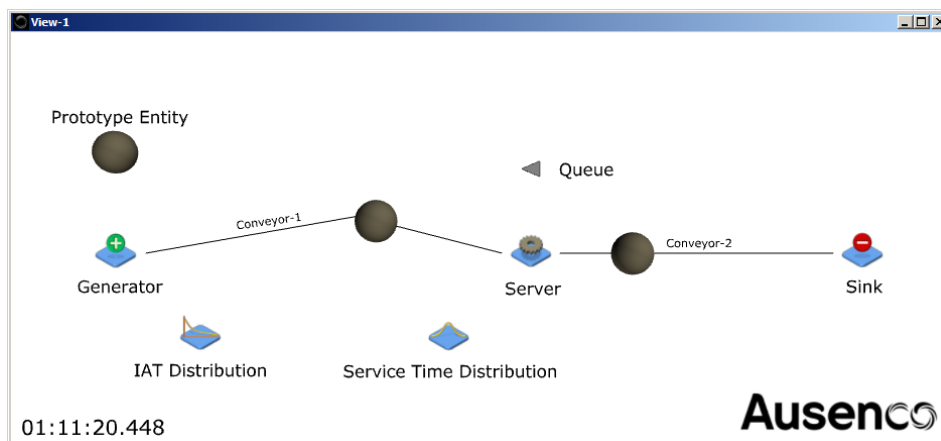 View-1
Prototype Entity
Queue
Conveyor-1
Conveyor-2
Generator
Server
Sink
IAT Distribution
Service Time Distribution
01:11:20.448
Ausenco